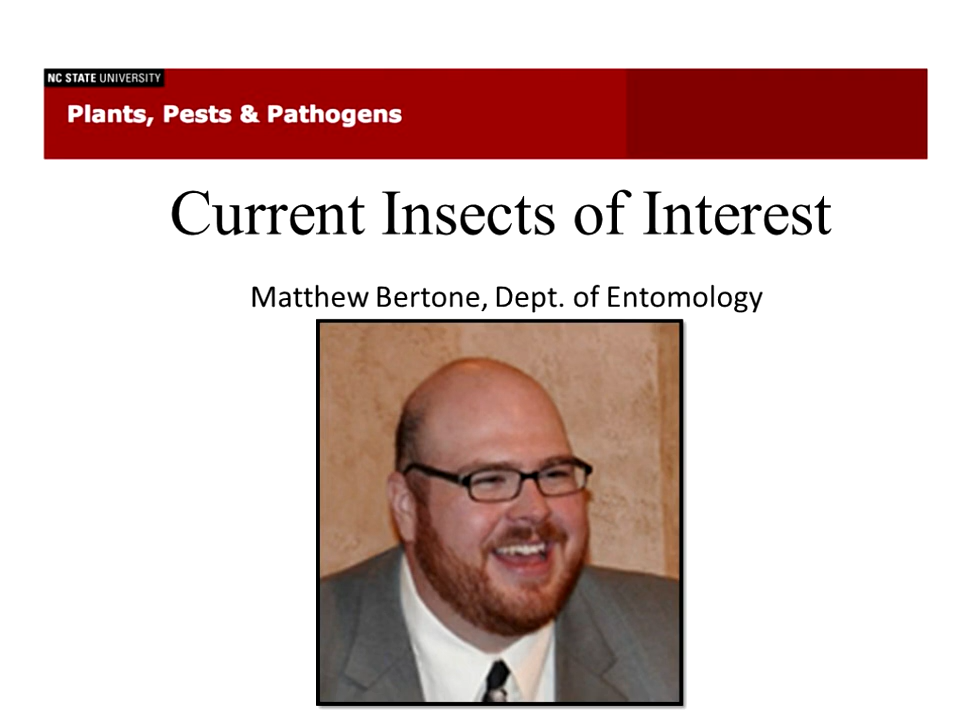 NC STATE UNIVERSITY
Plants, Pests & Pathogens
Current Insects of Interest
Matthew Bertone, Dept. of Entomology